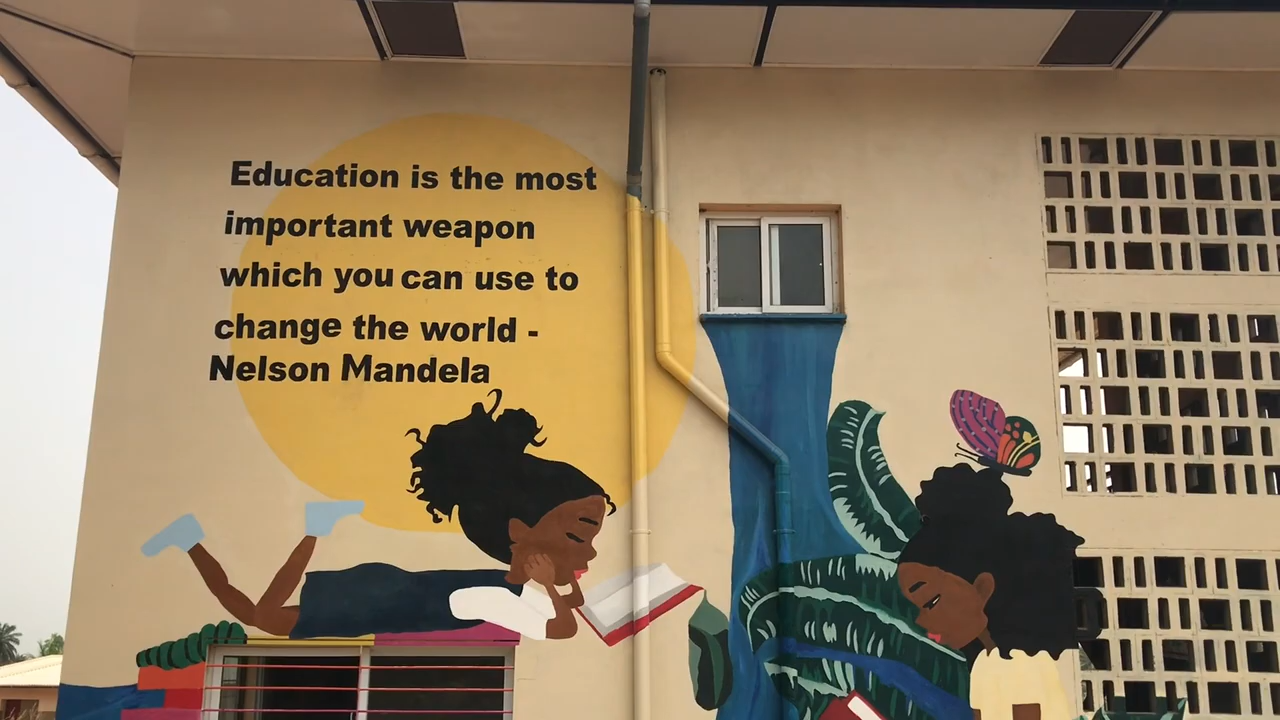 Education is the most
important weapon
which you can use to
change the world -
Nelson Mandela